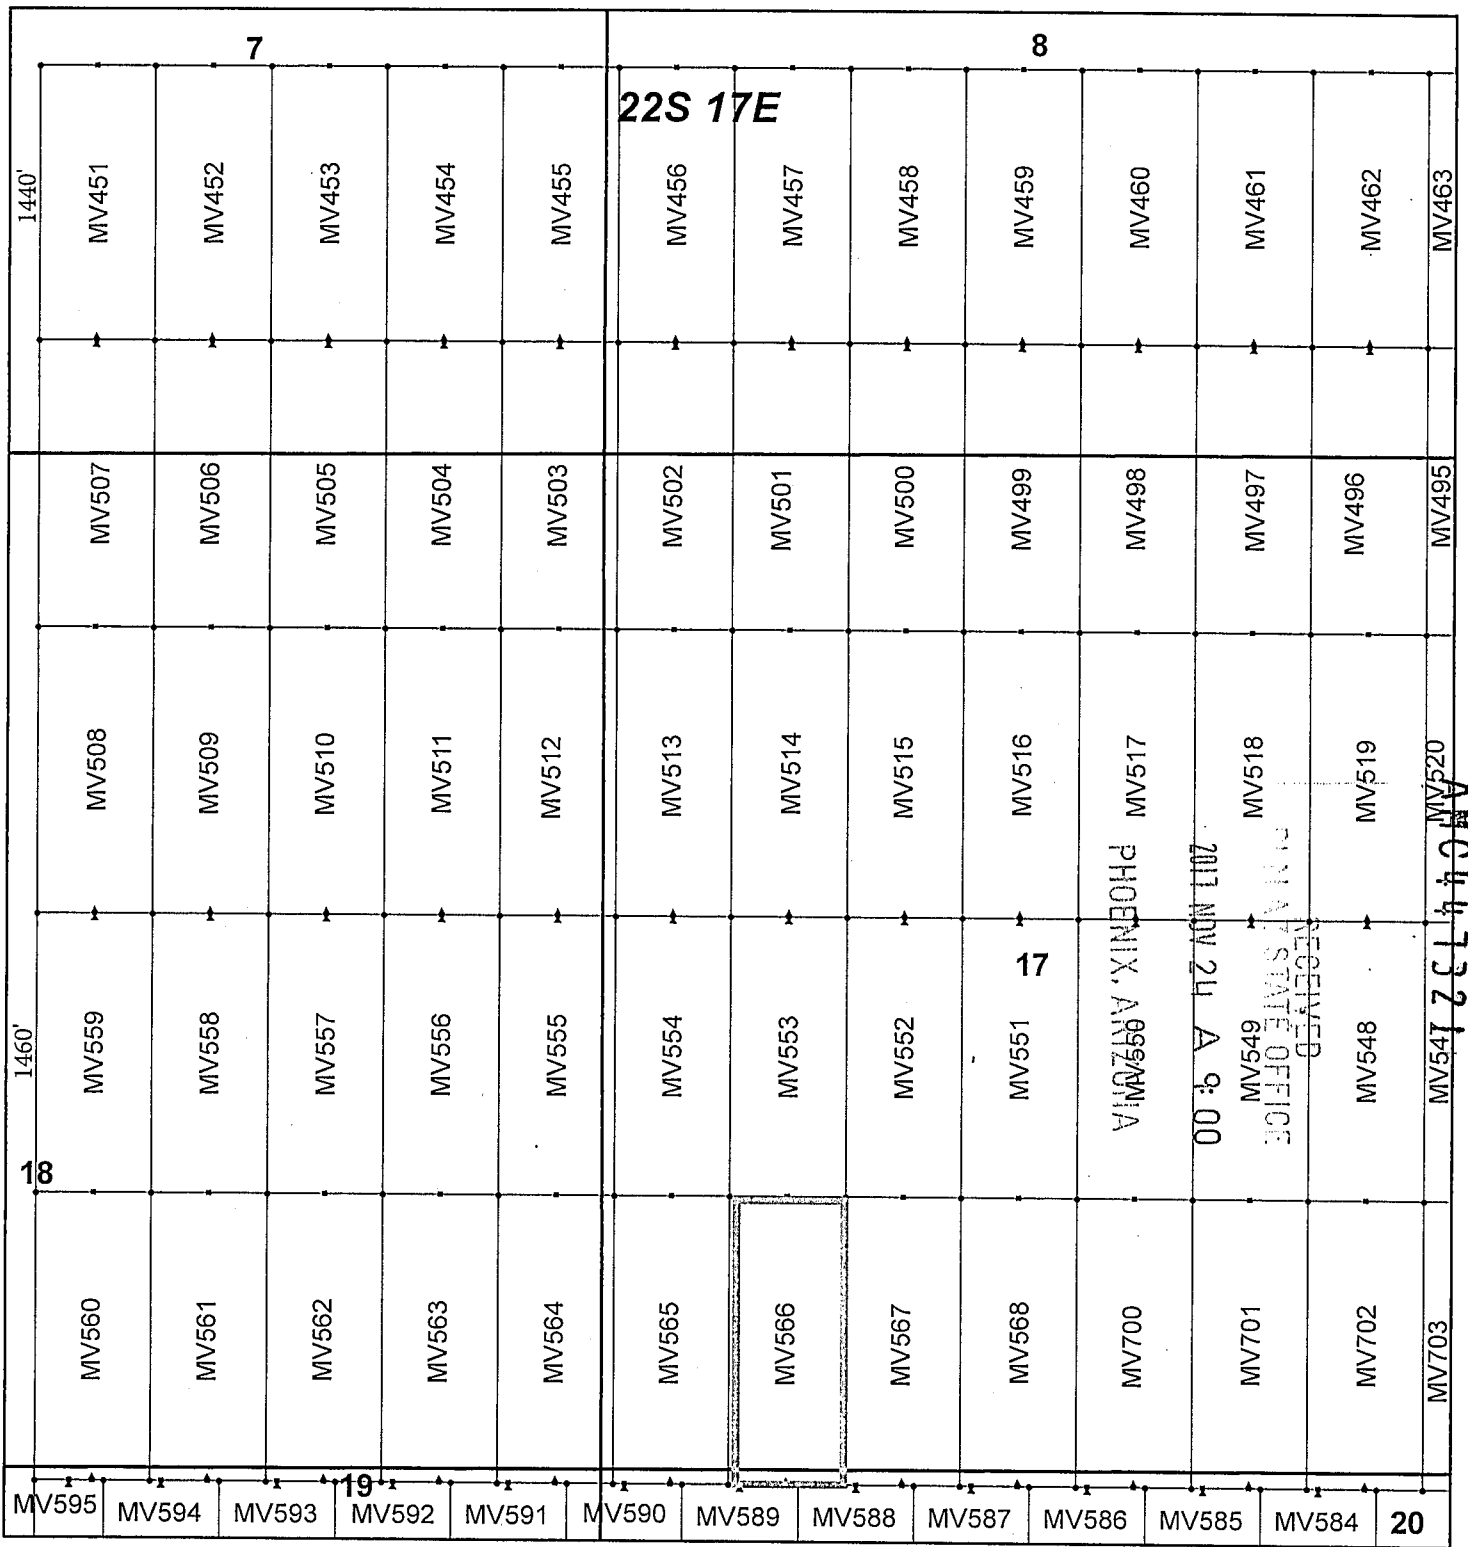 7 8
22S 17E
1440'
MV451 MV452 MV453 MV454 MV455 MV456 MV457 MV458 MV459 MV460 MV461 MV462 MV463
MV507 MV506 MV505 MV504 MV503 MV502 MV501 MV500 MV499 MV498 MV497 MV496 MV495
MV508 MV509 MV510 MV511 MV512 MV513 MV514 MV515 MV516 MV517 MV518 MV519 MV520
17
1460'
MV559 MV558 MV557 MV556 MV555 MV554 MV553 MV552 MV551 MV550 MV549 MV548 MV547
18
MV560 MV561 MV562 MV563 MV564 MV565 MV566 MV567 MV568 MV700 MV701 MV702 MV703
19
MV595 MV594 MV593 MV592 MV591 MV590 MV589 MV588 MV587 MV586 MV585 MV584 20
RECEIVED
STATE OFFICE
2017 NOV 24 A 9:00
PHOENIX, ARIZONA